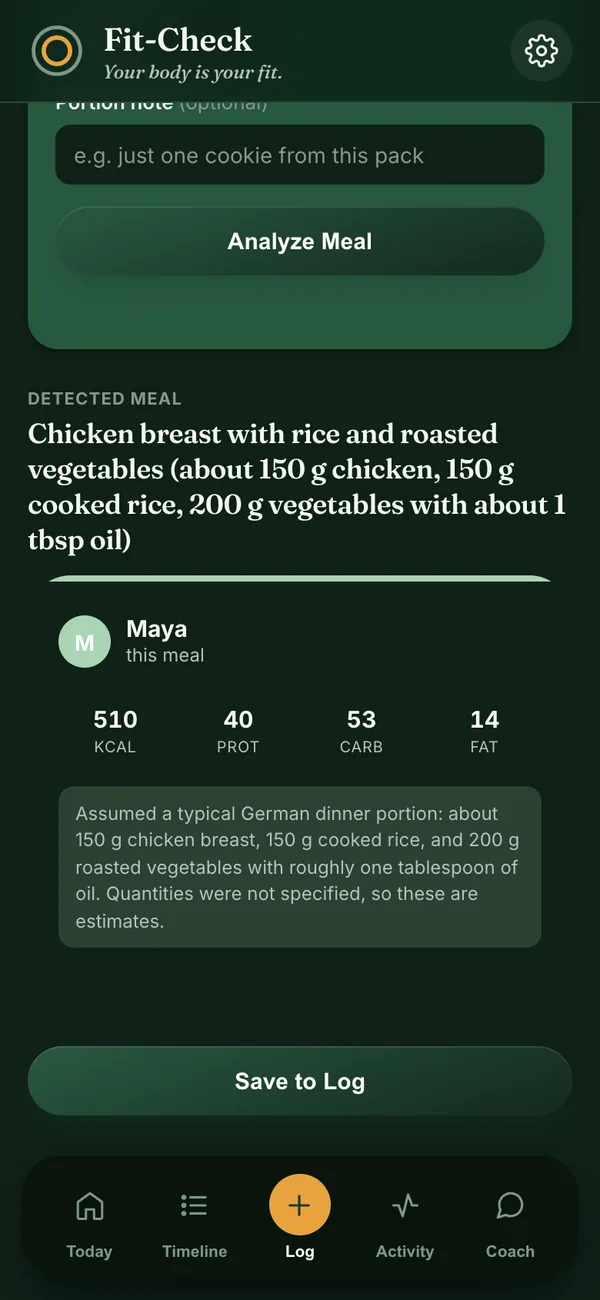 Fit-Check
Your body is your fit.
Portion note (optional)
e.g. just one cookie from this pack
Analyze Meal
DETECTED MEAL
Chicken breast with rice and roasted
vegetables (about 150 g chicken, 150 g
cooked rice, 200 g vegetables with about 1
tbsp oil)
M
Maya
this meal
510 40 53 14
KCAL PROT CARB FAT
Assumed a typical German dinner portion: about
150 g chicken breast, 150 g cooked rice, and 200 g
roasted vegetables with roughly one tablespoon of
oil. Quantities were not specified, so these are
estimates.
Save to Log
Today Timeline Log Activity Coach